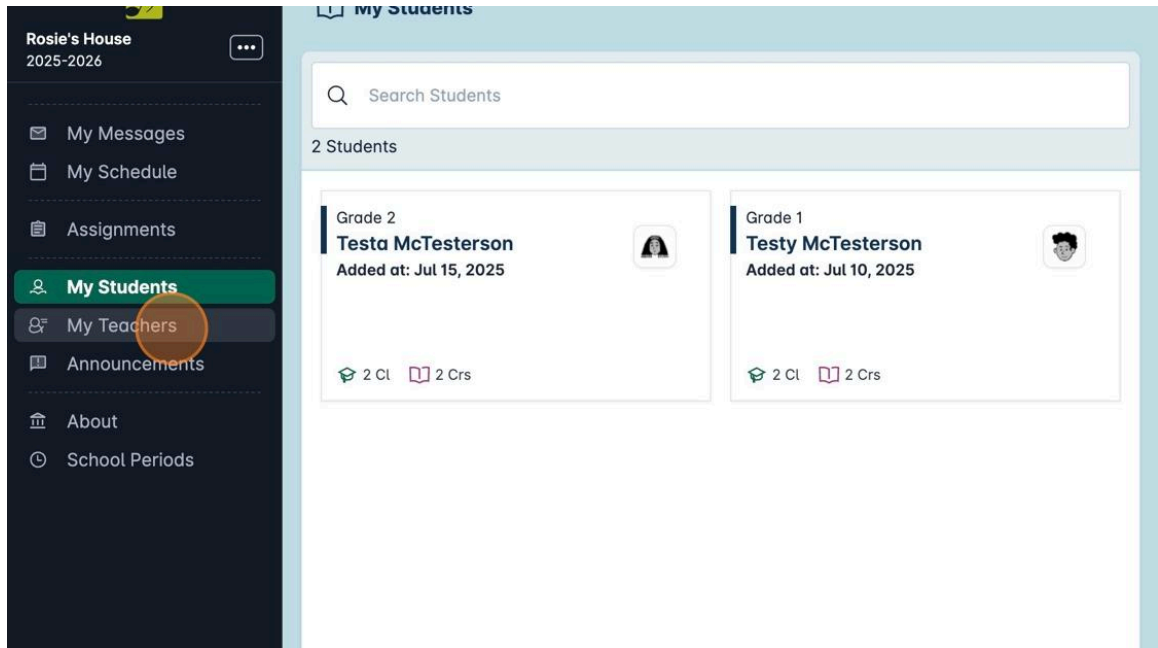 My Students
Rosie's House
2025-2026
My Messages
My Schedule
Assignments
My Students
My Teachers
Announcements
About
School Periods
Search Students
2 Students
Grade 2
Testa McTesterson
Added at: Jul 15, 2025
2 Cl 2 Crs
Grade 1
Testy McTesterson
Added at: Jul 10, 2025
2 Cl 2 Crs